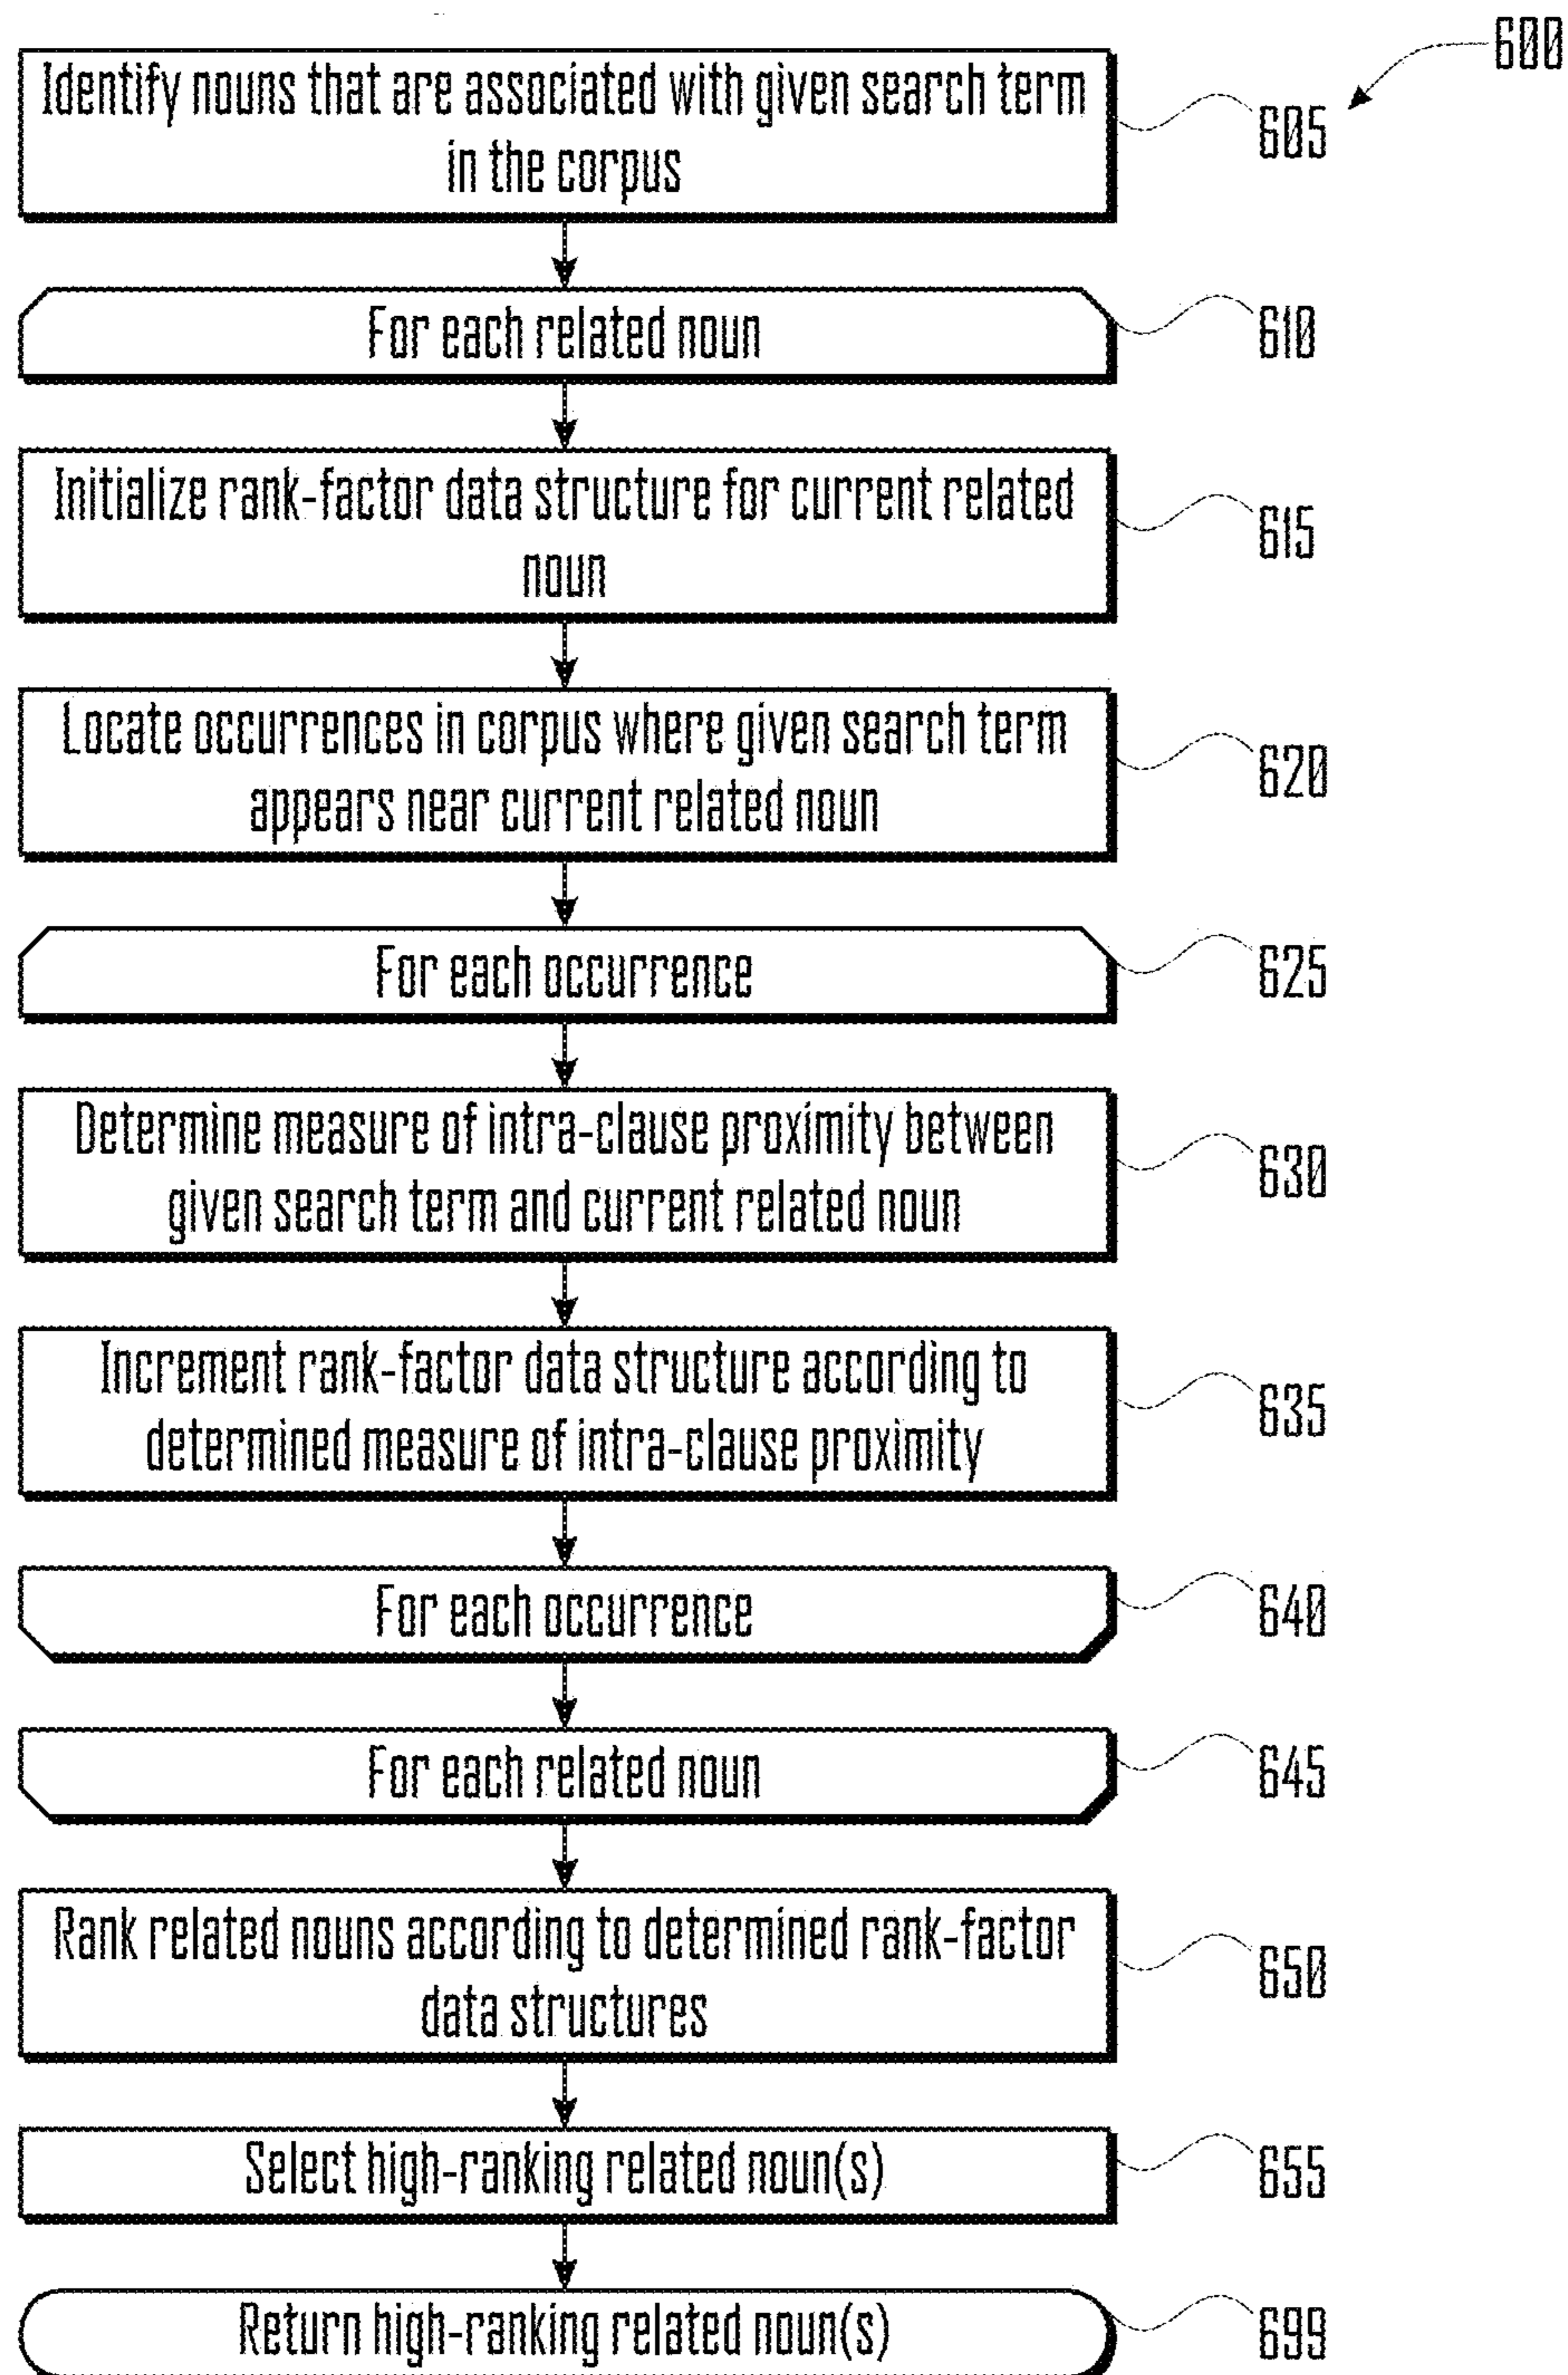 600
Identify nouns that are associated with given search term
in the corpus
605
For each related noun
610
Initialize rank-factor data structure for current related
noun
615
Locate occurrences in corpus where given search term
appears near current related noun
620
For each occurrence
625
Determine measure of intra-clause proximity between
given search term and current related noun
630
Increment rank-factor data structure according to
determined measure of intra-clause proximity
635
For each occurrence
640
For each related noun
645
Rank related nouns according to determined rank-factor
data structures
650
Select high-ranking related noun(s)
655
Return high-ranking related noun(s)
699